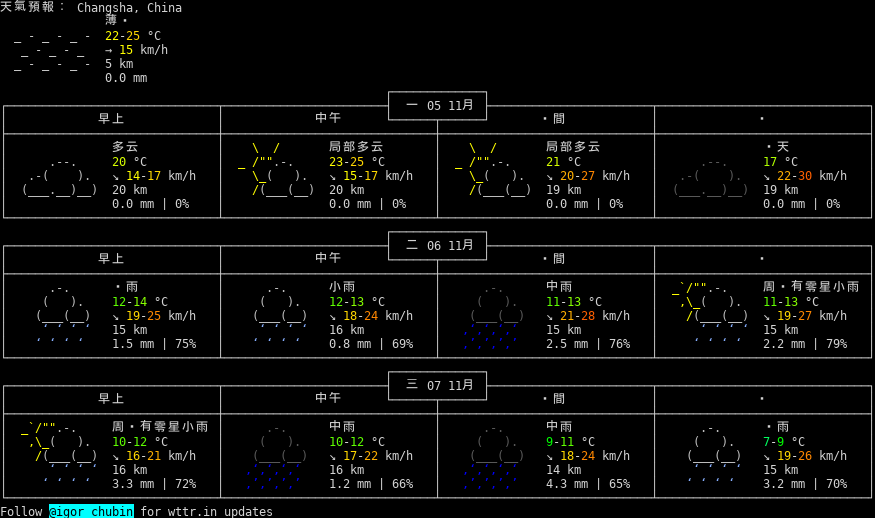 天氣預報： Changsha, China
薄・
22-25 °C
→ 15 km/h
5 km
0.0 mm
一 05 11月
早上 中午 ・間 ・
多云 局部多云 局部多云 ・天
20 °C 23-25 °C 21 °C 17 °C
↘ 14-17 km/h ↘ 15-17 km/h ↘ 20-27 km/h ↘ 22-30 km/h
20 km 20 km 19 km 19 km
0.0 mm | 0% 0.0 mm | 0% 0.0 mm | 0% 0.0 mm | 0%
二 06 11月
早上 中午 ・間 ・
・雨 小雨 中雨 周・有零星小雨
12-14 °C 12-13 °C 11-13 °C 11-13 °C
↘ 19-25 km/h ↘ 18-24 km/h ↘ 21-28 km/h ↘ 19-27 km/h
15 km 16 km 15 km 15 km
1.5 mm | 75% 0.8 mm | 69% 2.5 mm | 76% 2.2 mm | 79%
三 07 11月
早上 中午 ・間 ・
周・有零星小雨 中雨 中雨 ・雨
10-12 °C 10-12 °C 9-11 °C 7-9 °C
↘ 16-21 km/h ↘ 17-22 km/h ↘ 18-24 km/h ↘ 19-26 km/h
16 km 16 km 14 km 15 km
3.3 mm | 72% 1.2 mm | 66% 4.3 mm | 65% 3.2 mm | 70%
Follow @igor_chubin for wttr.in updates